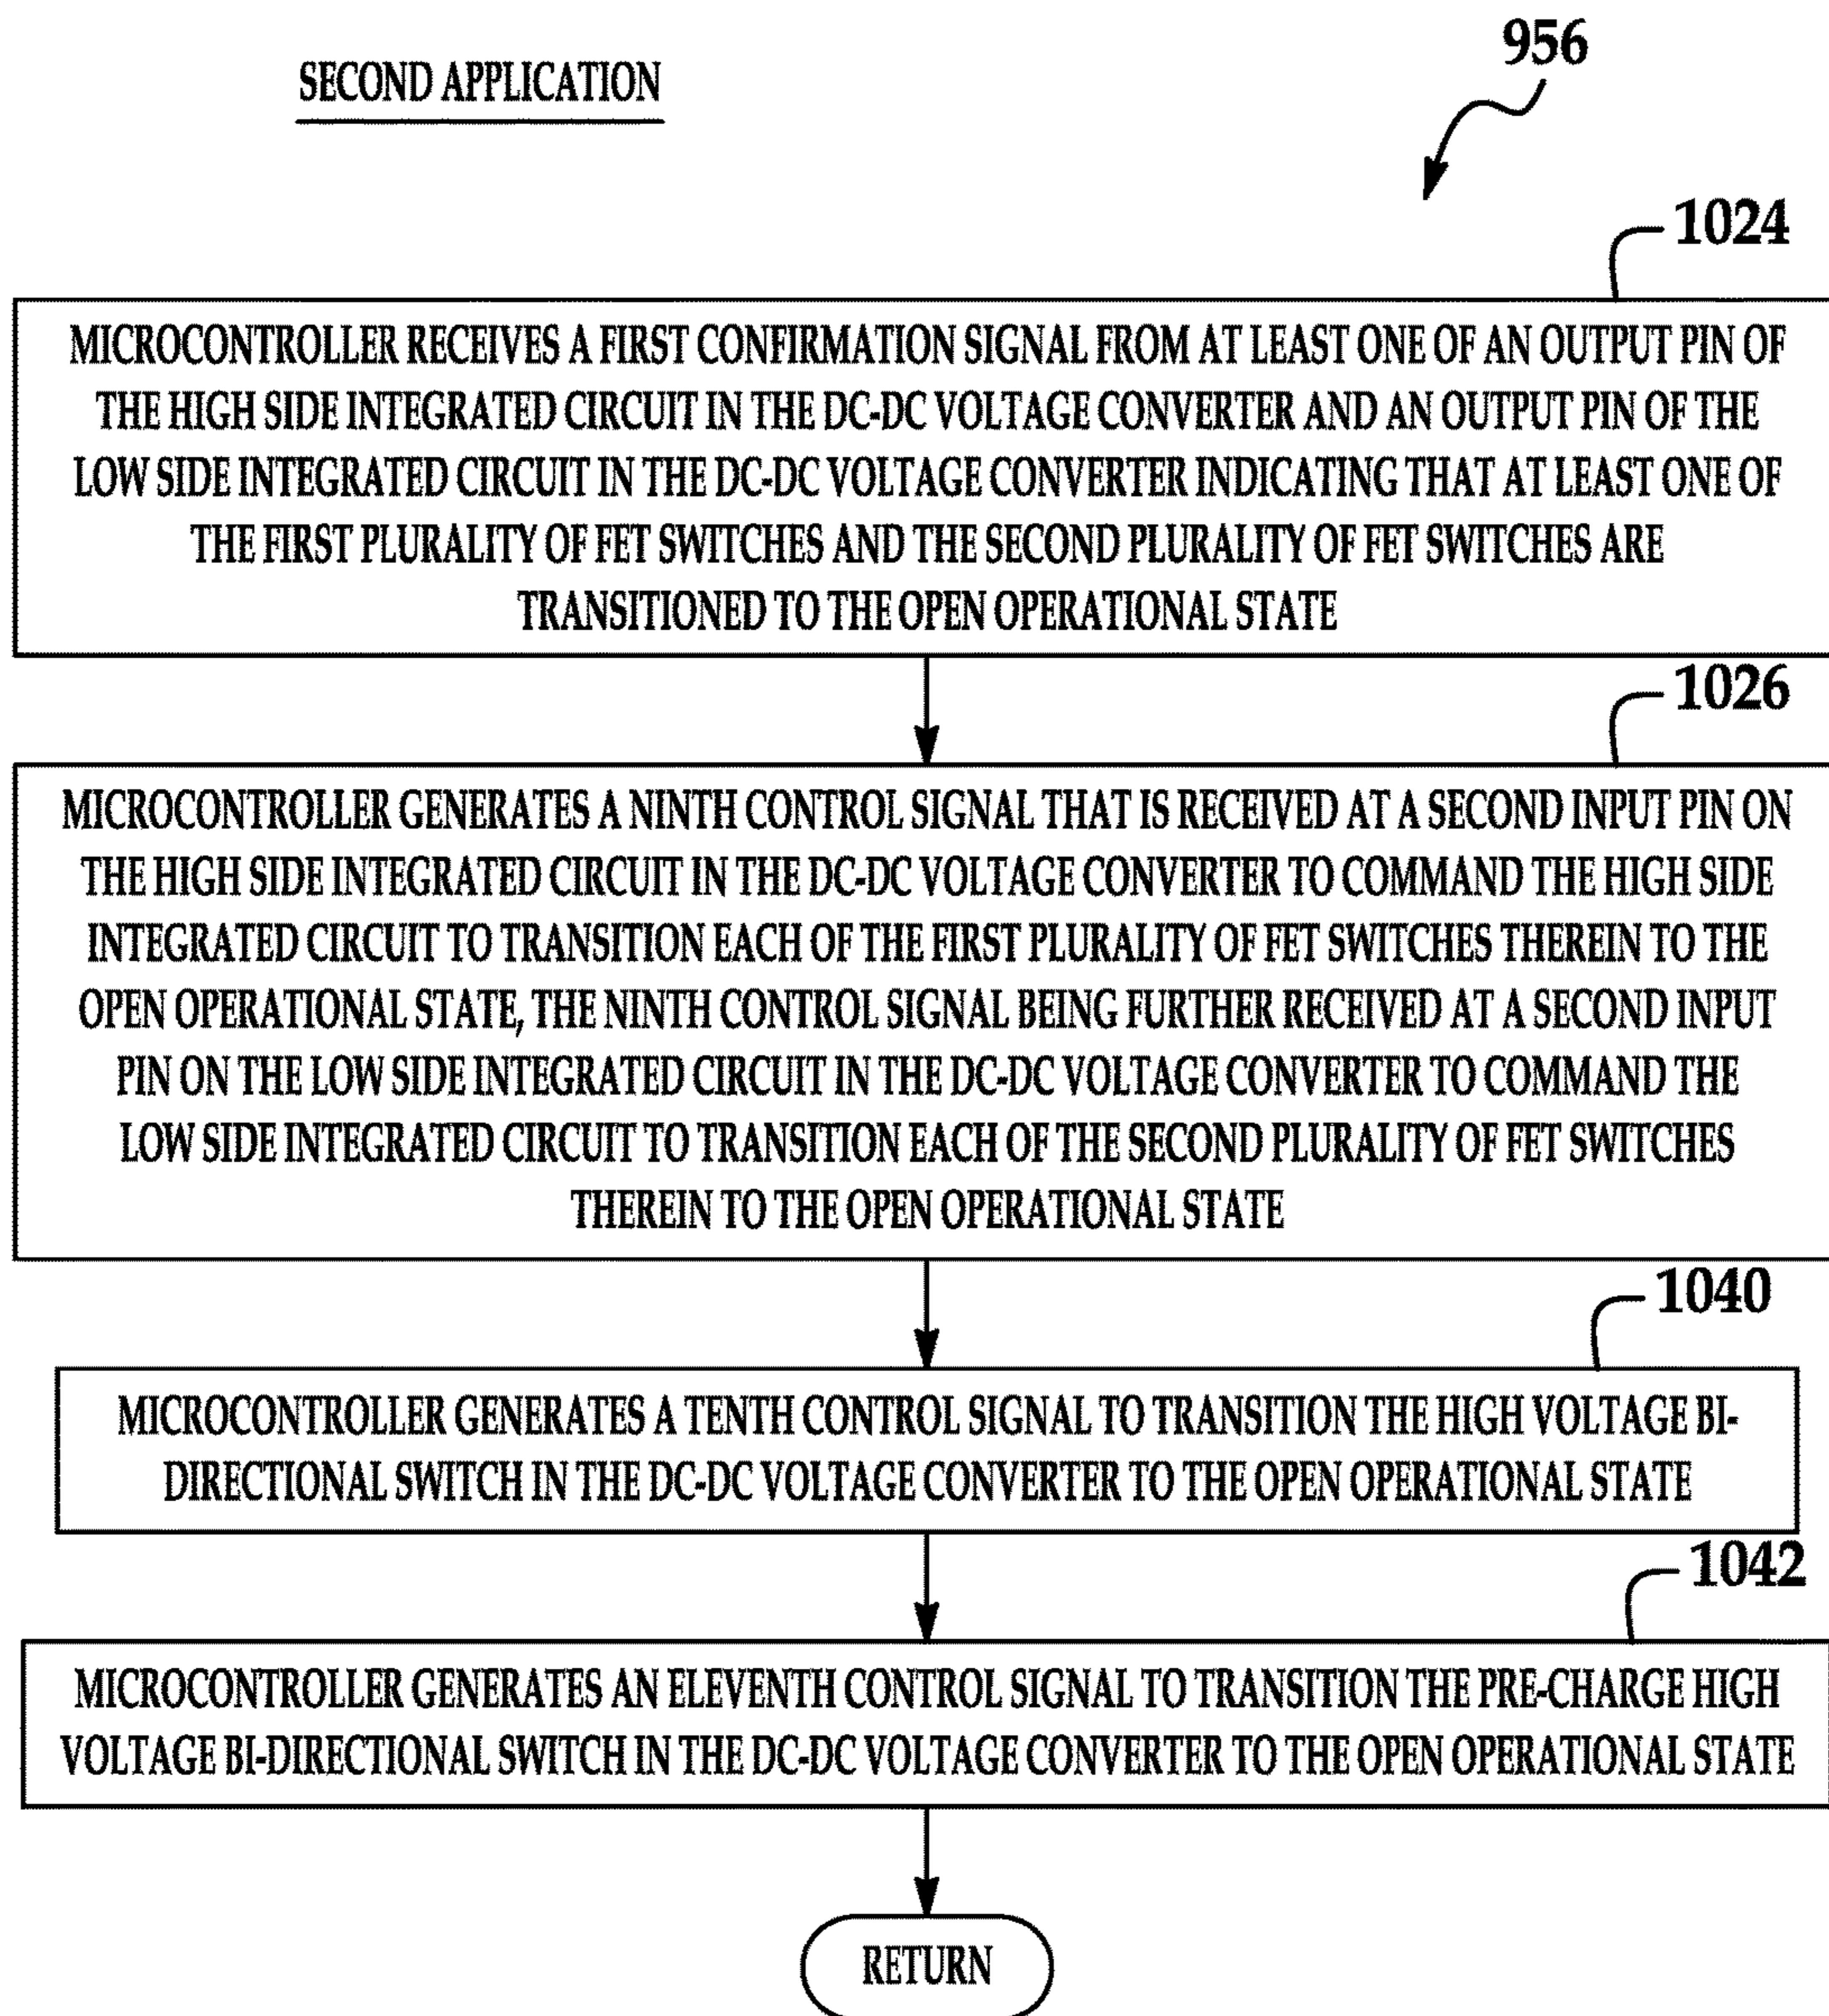 SECOND APPLICATION
956
1024
MICROCONTROLLER RECEIVES A FIRST CONFIRMATION SIGNAL FROM AT LEAST ONE OF AN OUTPUT PIN OF
THE HIGH SIDE INTEGRATED CIRCUIT IN THE DC-DC VOLTAGE CONVERTER AND AN OUTPUT PIN OF THE
LOW SIDE INTEGRATED CIRCUIT IN THE DC-DC VOLTAGE CONVERTER INDICATING THAT AT LEAST ONE OF
THE FIRST PLURALITY OF FET SWITCHES AND THE SECOND PLURALITY OF FET SWITCHES ARE
TRANSITIONED TO THE OPEN OPERATIONAL STATE
1026
MICROCONTROLLER GENERATES A NINTH CONTROL SIGNAL THAT IS RECEIVED AT A SECOND INPUT PIN ON
THE HIGH SIDE INTEGRATED CIRCUIT IN THE DC-DC VOLTAGE CONVERTER TO COMMAND THE HIGH SIDE
INTEGRATED CIRCUIT TO TRANSITION EACH OF THE FIRST PLURALITY OF FET SWITCHES THEREIN TO THE
OPEN OPERATIONAL STATE, THE NINTH CONTROL SIGNAL BEING FURTHER RECEIVED AT A SECOND INPUT
PIN ON THE LOW SIDE INTEGRATED CIRCUIT IN THE DC-DC VOLTAGE CONVERTER TO COMMAND THE
LOW SIDE INTEGRATED CIRCUIT TO TRANSITION EACH OF THE SECOND PLURALITY OF FET SWITCHES
THEREIN TO THE OPEN OPERATIONAL STATE
1040
MICROCONTROLLER GENERATES A TENTH CONTROL SIGNAL TO TRANSITION THE HIGH VOLTAGE BI-
DIRECTIONAL SWITCH IN THE DC-DC VOLTAGE CONVERTER TO THE OPEN OPERATIONAL STATE
1042
MICROCONTROLLER GENERATES AN ELEVENTH CONTROL SIGNAL TO TRANSITION THE PRE-CHARGE HIGH
VOLTAGE BI-DIRECTIONAL SWITCH IN THE DC-DC VOLTAGE CONVERTER TO THE OPEN OPERATIONAL STATE
RETURN